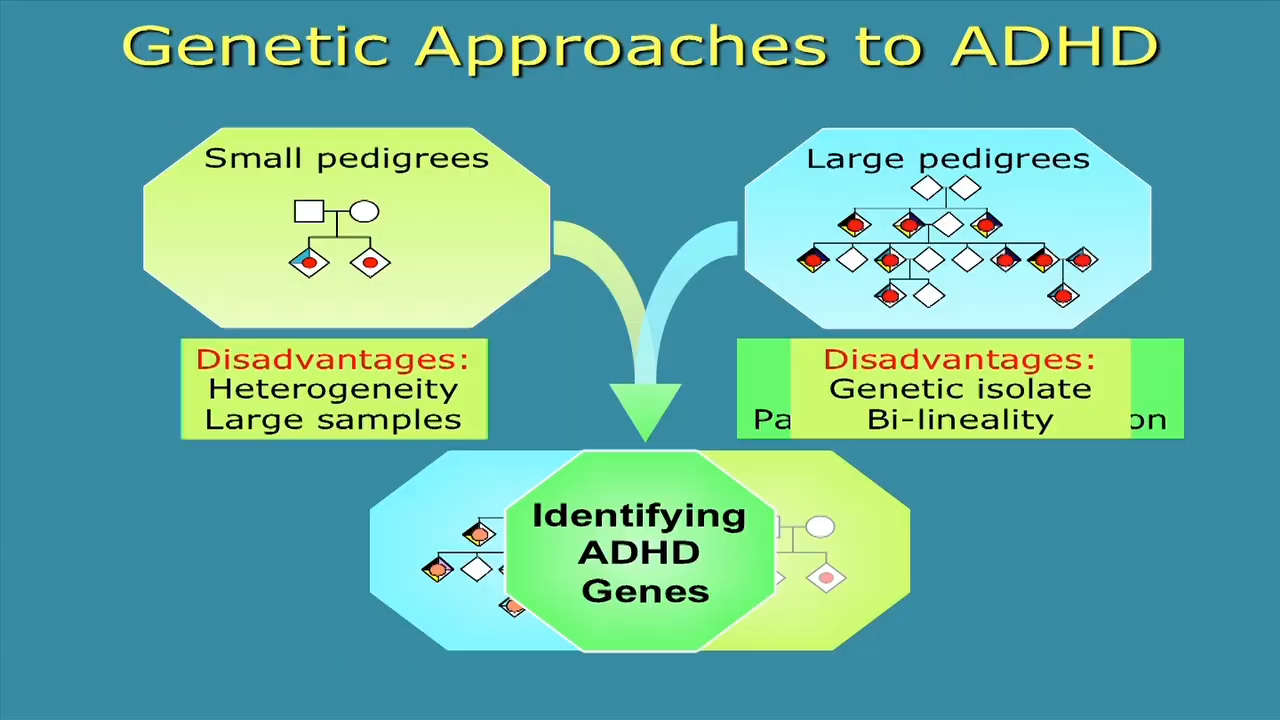 Genetic Approaches to ADHD
Small pedigrees
Large pedigrees
Disadvantages:
Heterogeneity
Large samples
Disadvantages:
Genetic isolate
Bi-lineality
Identifying
ADHD
Genes